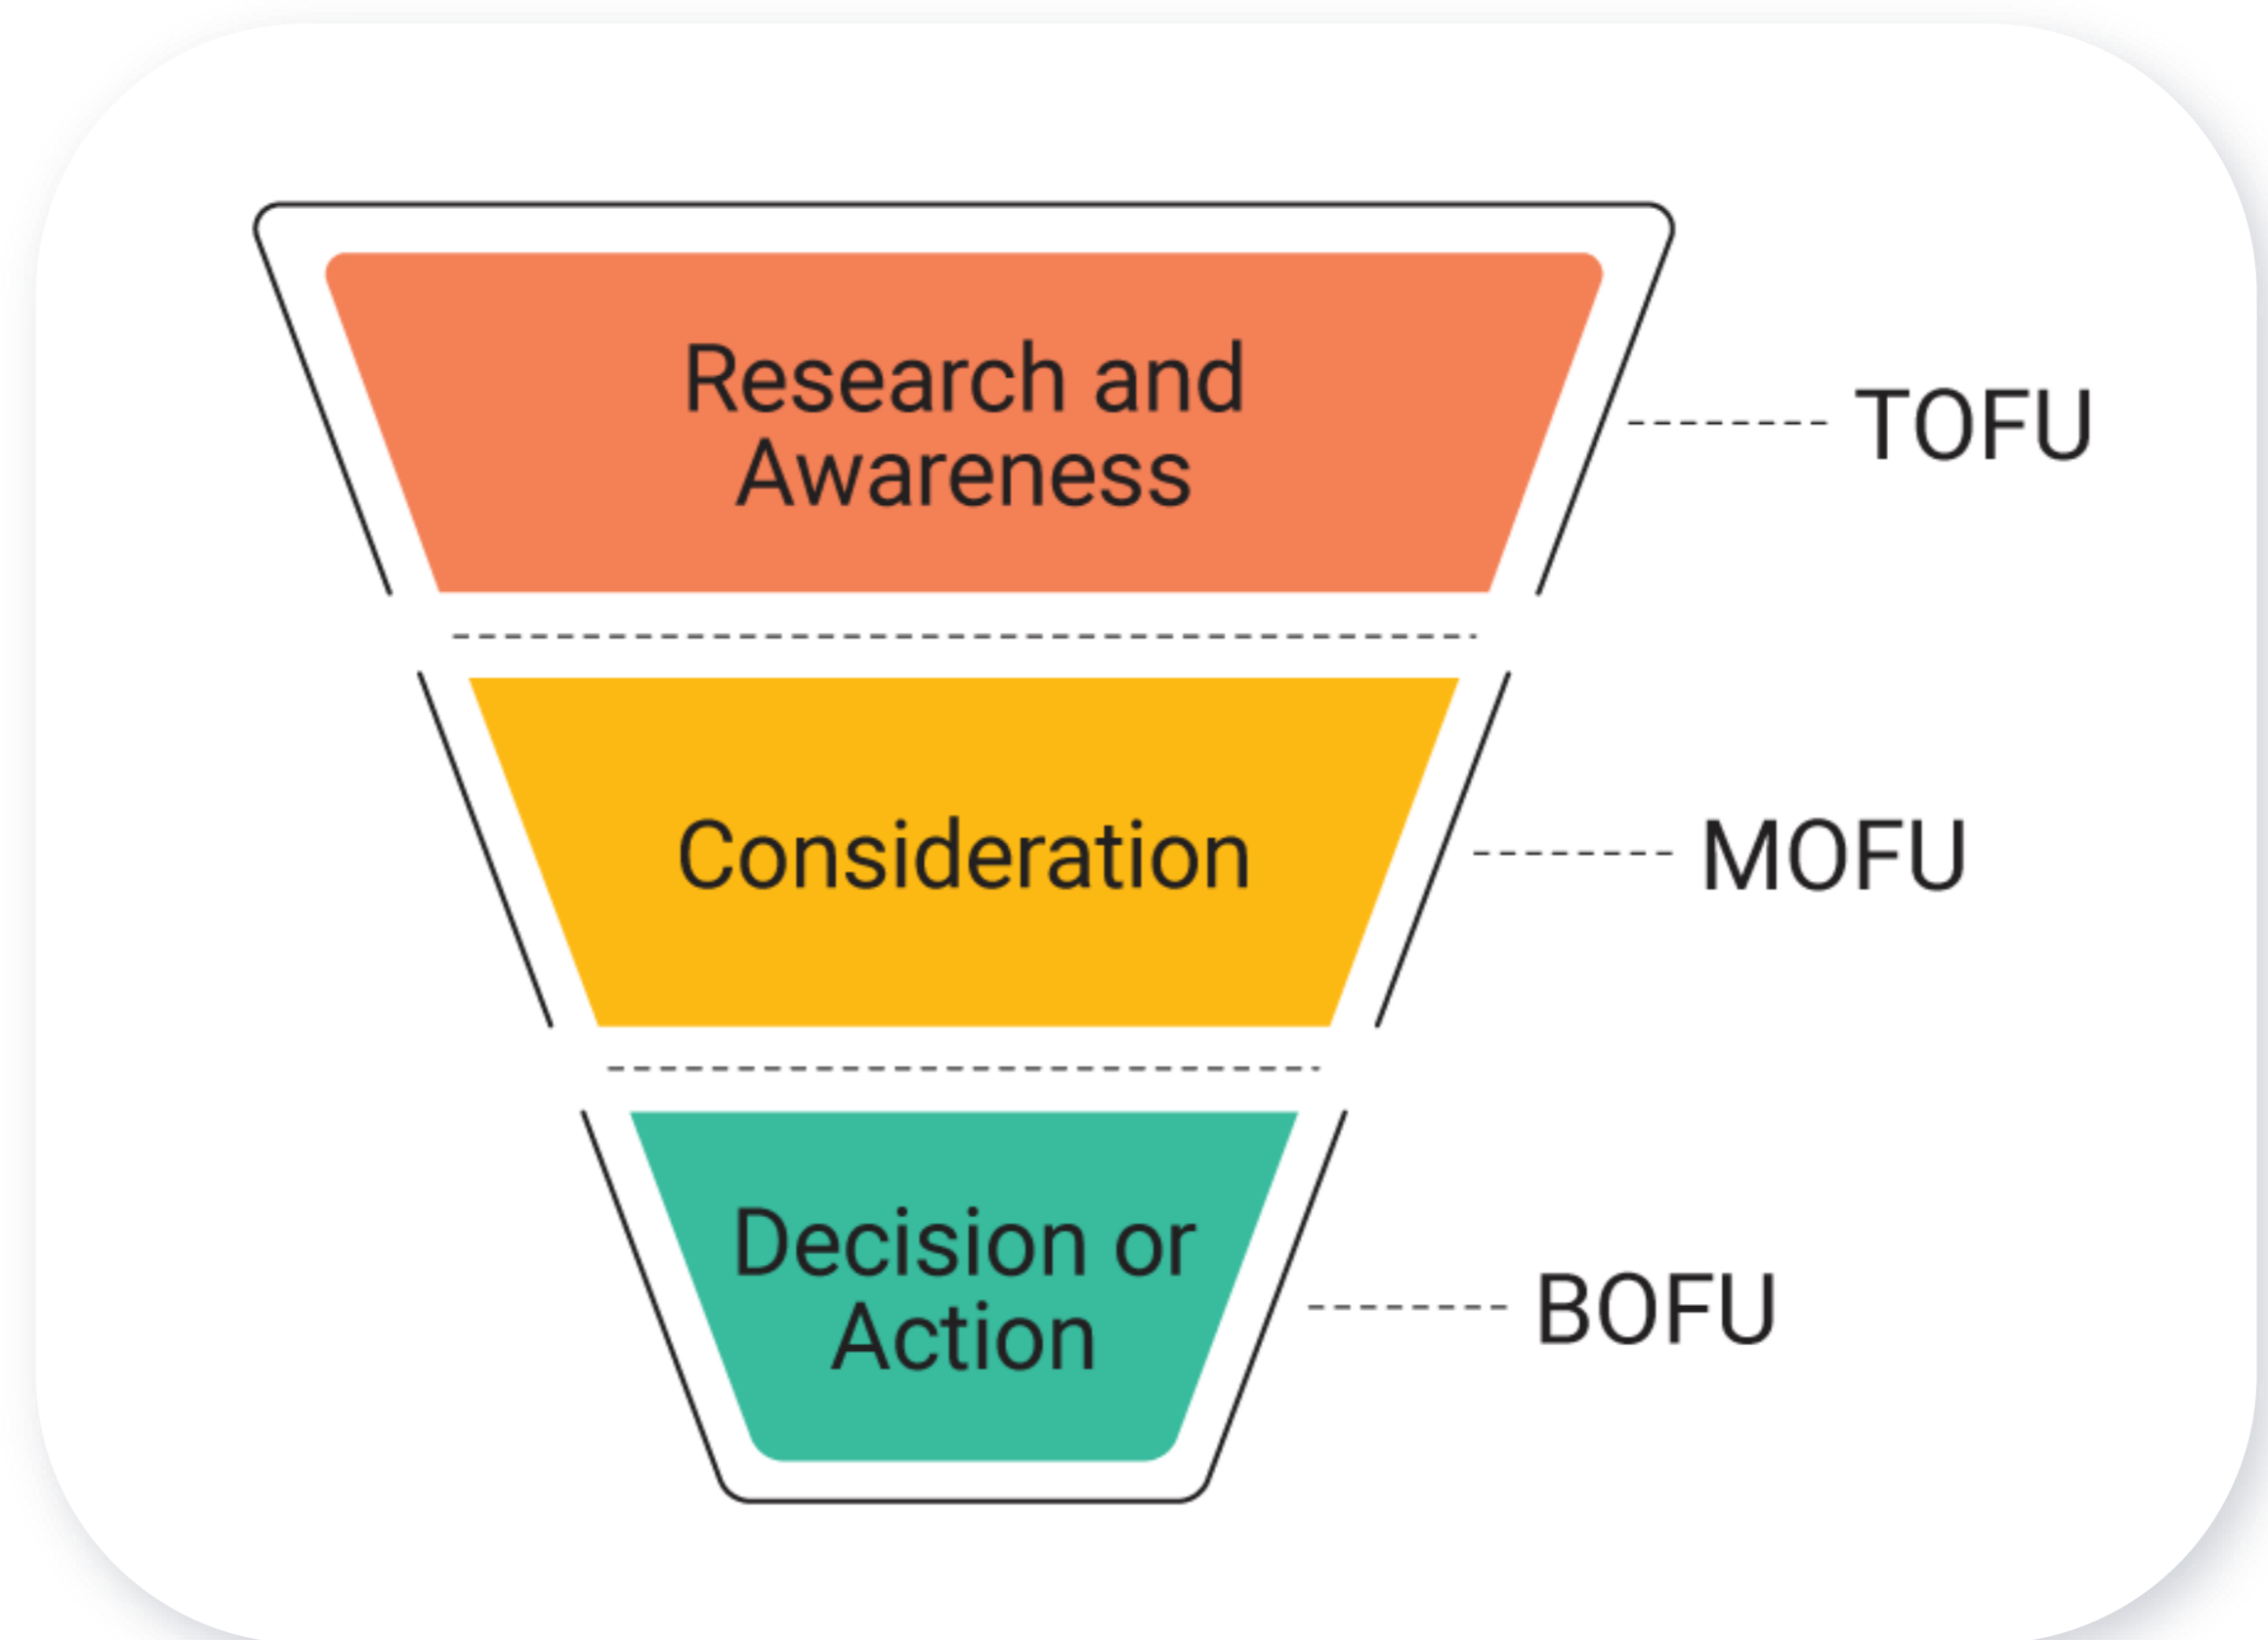 Research and
Awareness
TOFU
Consideration
MOFU
Decision or
Action
BOFU